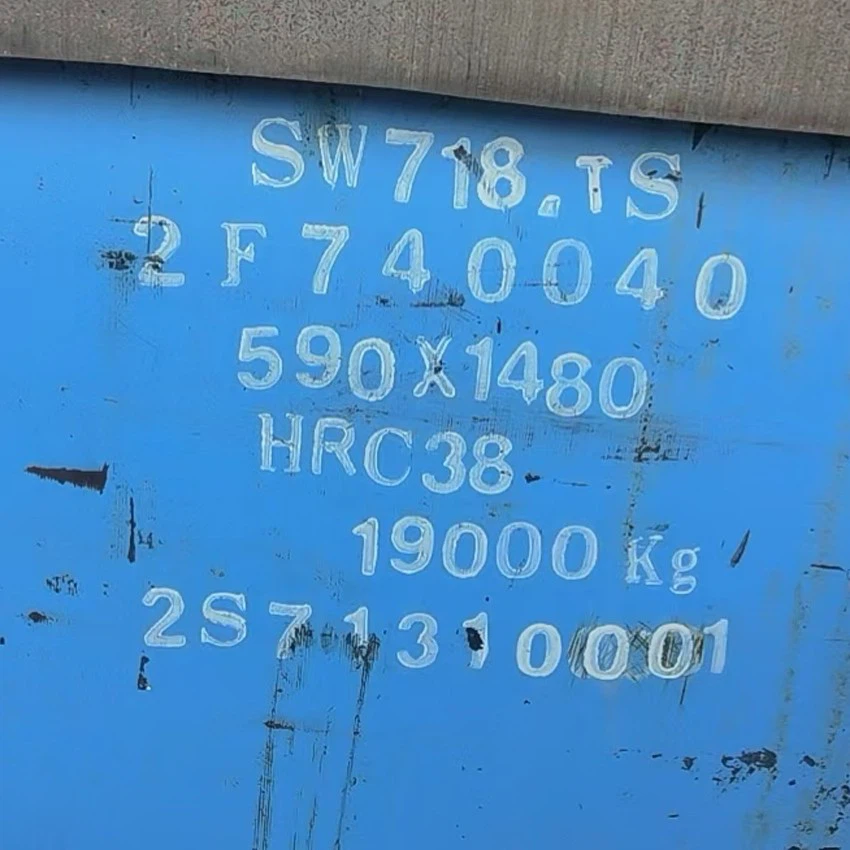 SW718.TS
2F740040
590X1480
HRC38
19000 Kg
2S71310001